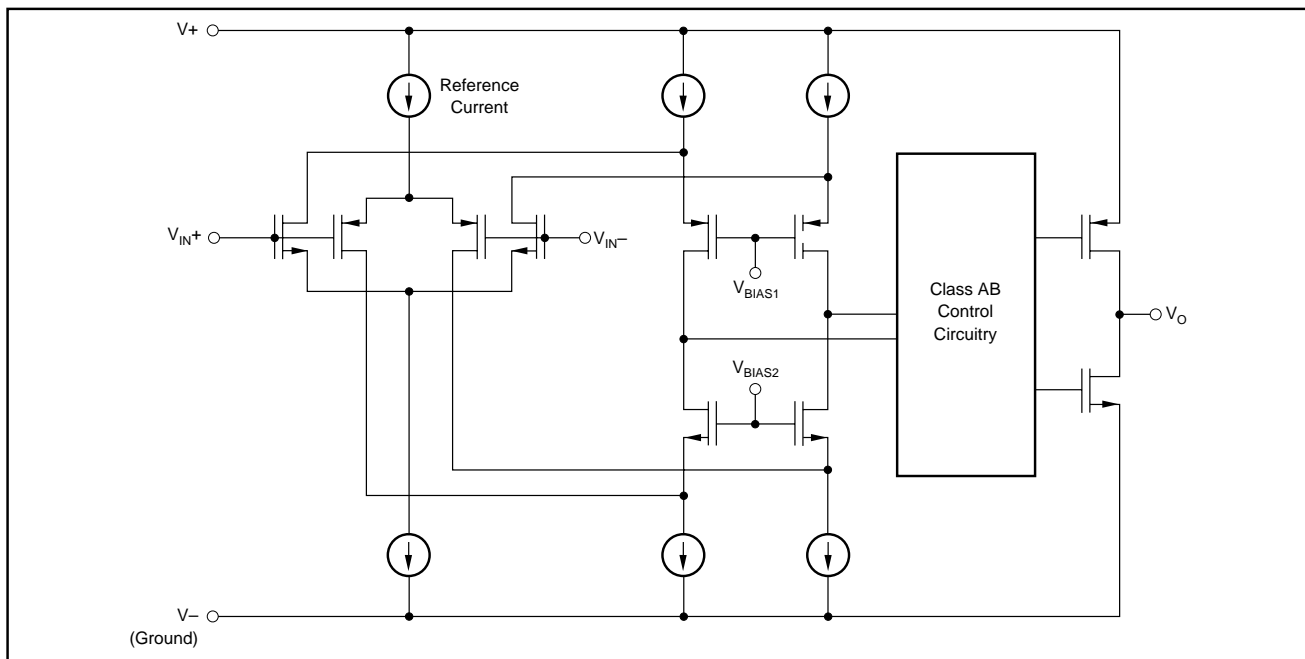 V+
Reference
Current
VIN+
VIN–
VBIAS1
Class AB
Control
Circuitry
VO
VBIAS2
V–
(Ground)